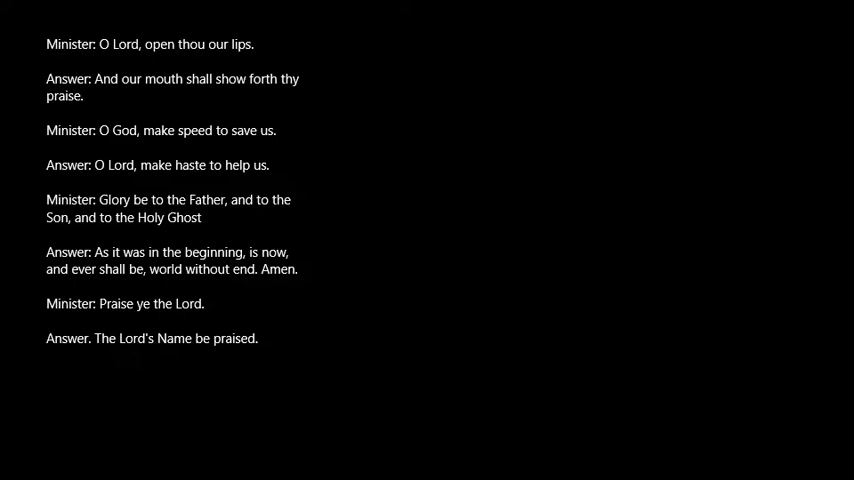 Minister: O Lord, open thou our lips.
Answer: And our mouth shall show forth thy
praise.
Minister: O God, make speed to save us.
Answer: O Lord, make haste to help us.
Minister: Glory be to the Father, and to the
Son, and to the Holy Ghost
Answer: As it was in the beginning, is now,
and ever shall be, world without end. Amen.
Minister: Praise ye the Lord.
Answer. The Lord's Name be praised.